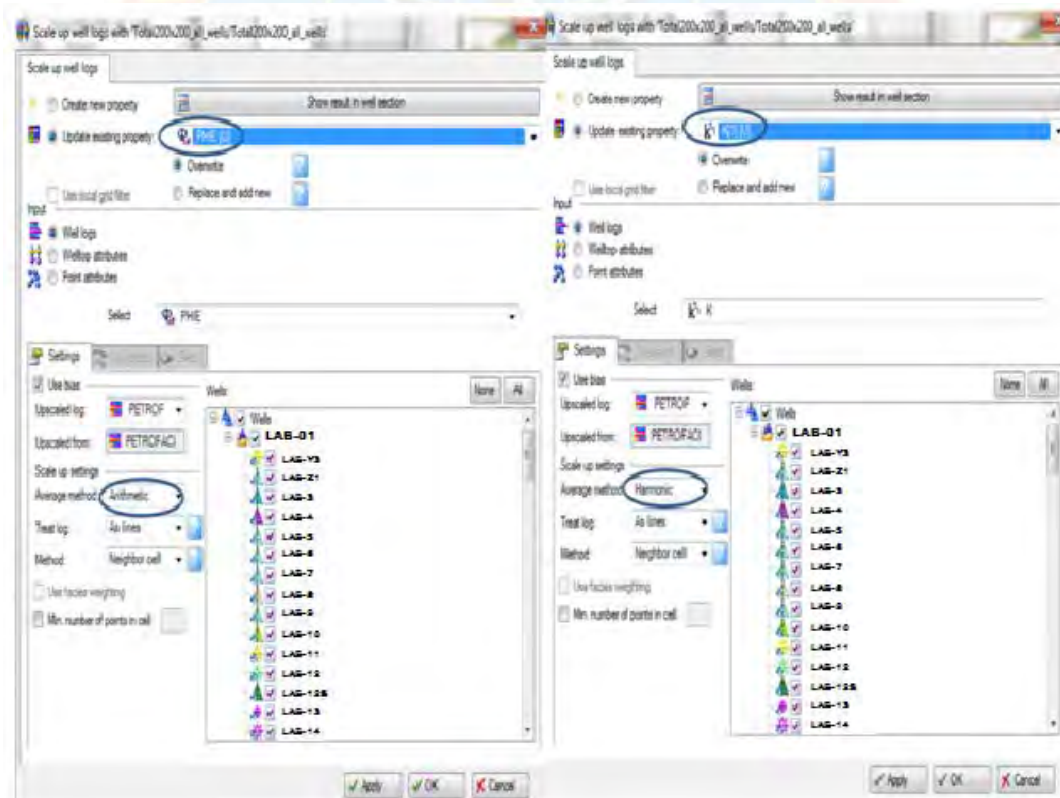 Scale up well logs with 'Total200x200_all_wells/Total200x200_all_wells'
Scale up well logs
Create new property
Show result in well section
Update existing property:
Overwrite
Use local grid filter
Replace and add new
Input
Well logs
Welltop attributes
Point attributes
Select
PHIE
Settings
Use bias
Wells:
None
All
Upscaled log:
PETROF
Upscaled from:
PETROFACI
Scale up settings
Average method:
Arithmetic
Treat log:
As lines
Method:
Neighbor cell
Use facies weighting
Min. number of points in cell
Wells
LAB-01
LAB-Y3
LAB-Z1
LAB-3
LAB-4
LAB-5
LAB-6
LAB-7
LAB-8
LAB-9
LAB-10
LAB-11
LAB-12
LAB-12S
LAB-13
LAB-14
Apply
OK
Cancel
Scale up well logs with 'Total200x200_all_wells/Total200x200_all_wells'
Scale up well logs
Create new property
Show result in well section
Update existing property:
Overwrite
Use local grid filter
Replace and add new
Input
Well logs
Welltop attributes
Point attributes
Select
K
Settings
Use bias
Wells:
None
All
Upscaled log:
PETROF
Upscaled from:
PETROFACI
Scale up settings
Average method:
Harmonic
Treat log:
As lines
Method:
Neighbor cell
Use facies weighting
Min. number of points in cell
Wells
LAB-01
LAB-Y3
LAB-Z1
LAB-3
LAB-4
LAB-5
LAB-6
LAB-7
LAB-8
LAB-9
LAB-10
LAB-11
LAB-12
LAB-12S
LAB-13
LAB-14
Apply
OK
Cancel